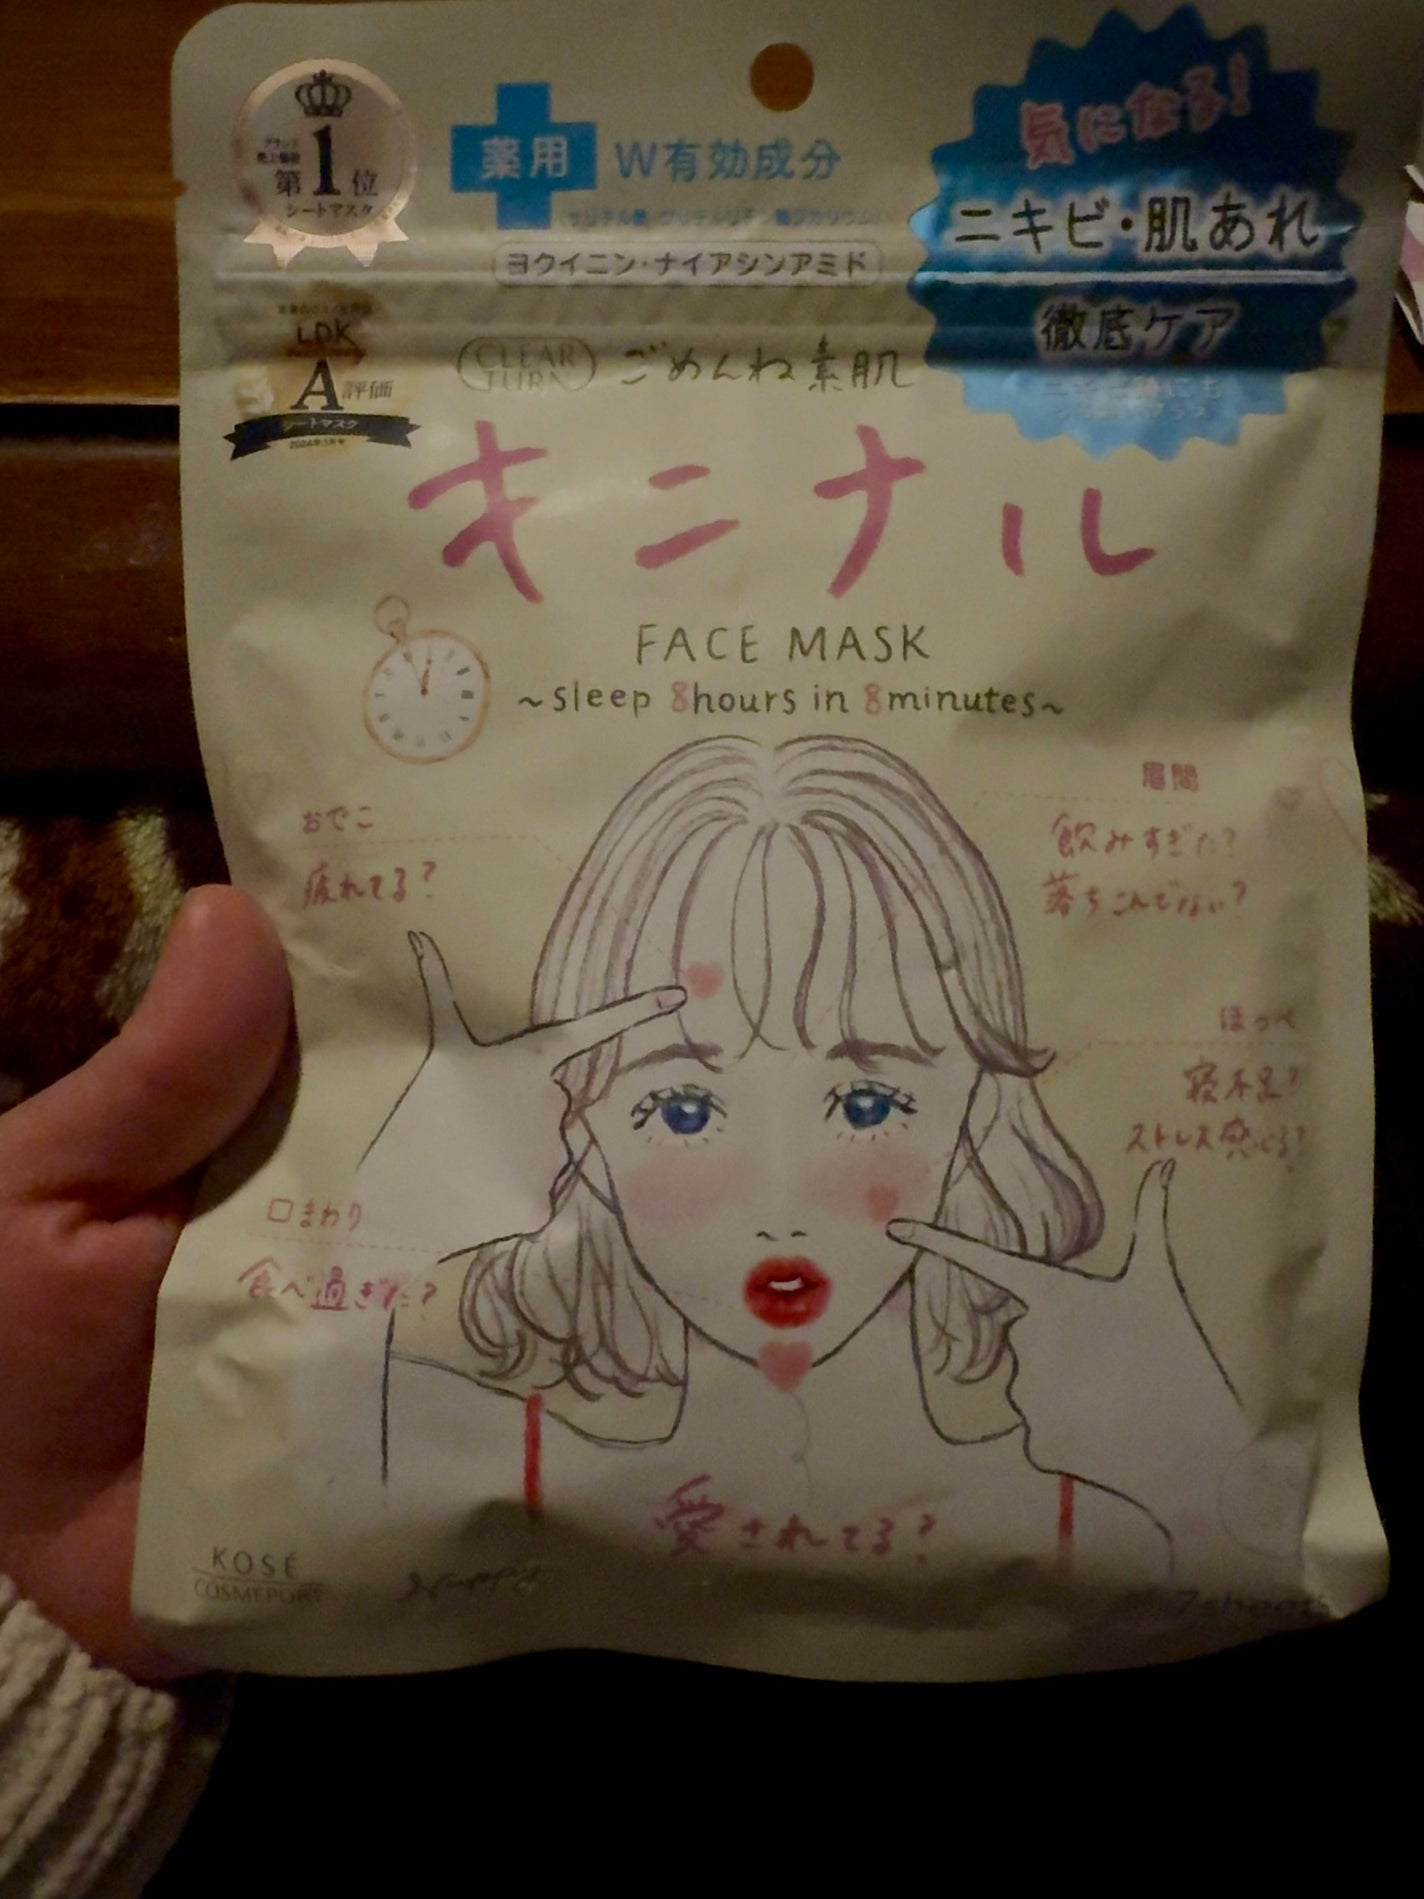 第1位
シートマスク
薬用
W有効成分
ヨクイニン・ナイアシンアミド
気になる!
ニキビ・肌あれ
徹底ケア
LDK
A評価
シートマスク
CLEAR
TURN
ごめんね素肌
キニナル
FACE MASK
~sleep 8hours in 8minutes~
おでこ
疲れてる?
眉間
飲みすぎた?
落ちこんでない?
ほっぺ
寝不足?
ストレス感じる?
口まわり
食べ過ぎた?
愛されてる?
KOSÉ
COSMEPORT
7sheets